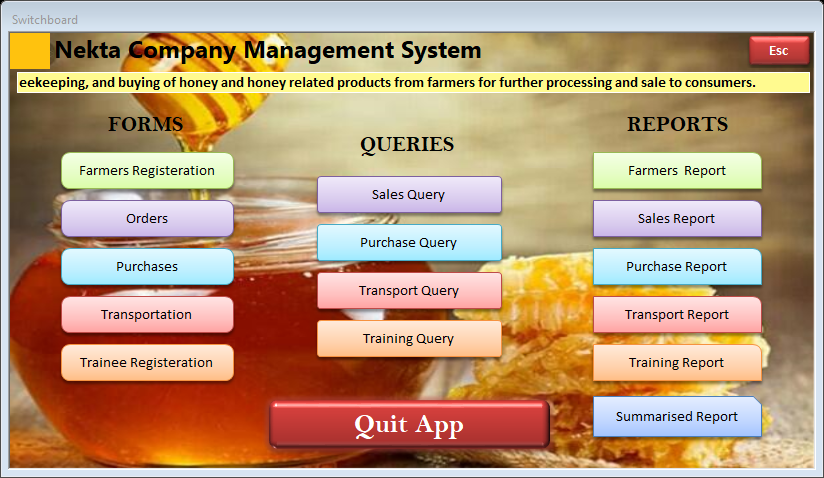 Switchboard
Nekta Company Management System
Esc
eekeeping, and buying of honey and honey related products from farmers for further processing and sale to consumers.
FORMS
Farmers Registeration
Orders
Purchases
Transportation
Trainee Registeration
QUERIES
Sales Query
Purchase Query
Transport Query
Training Query
REPORTS
Farmers  Report
Sales Report
Purchase Report
Transport Report
Training Report
Summarised Report
Quit App